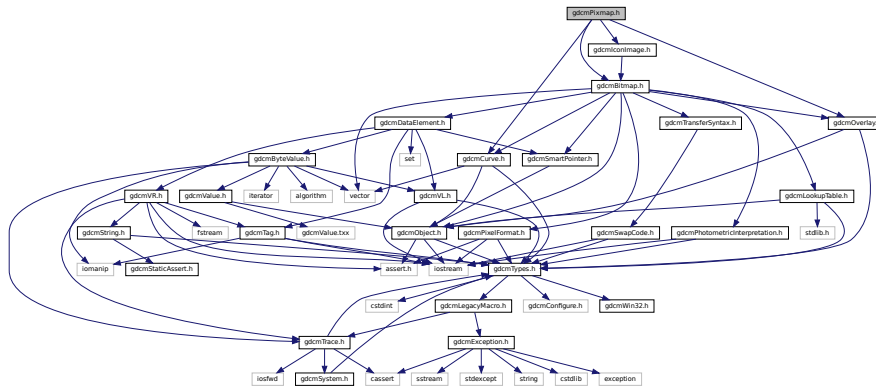 gdcmPixmap.h
gdcmIconImage.h
gdcmBitmap.h
gdcmDataElement.h
gdcmTransferSyntax.h
gdcmOverlay.
gdcmByteValue.h
set
gdcmCurve.h
gdcmSmartPointer.h
gdcmVR.h
gdcmValue.h
iterator
algorithm
vector
gdcmVL.h
gdcmLookupTable.h
gdcmString.h
fstream
gdcmTag.h
gdcmValue.txx
gdcmObject.h
gdcmPixelFormat.h
gdcmSwapCode.h
gdcmPhotometricInterpretation.h
stdlib.h
iomanip
gdcmStaticAssert.h
assert.h
iostream
gdcmTypes.h
cstdint
gdcmLegacyMacro.h
gdcmConfigure.h
gdcmWin32.h
gdcmTrace.h
gdcmException.h
iosfwd
gdcmSystem.h
cassert
sstream
stdexcept
string
cstdlib
exception